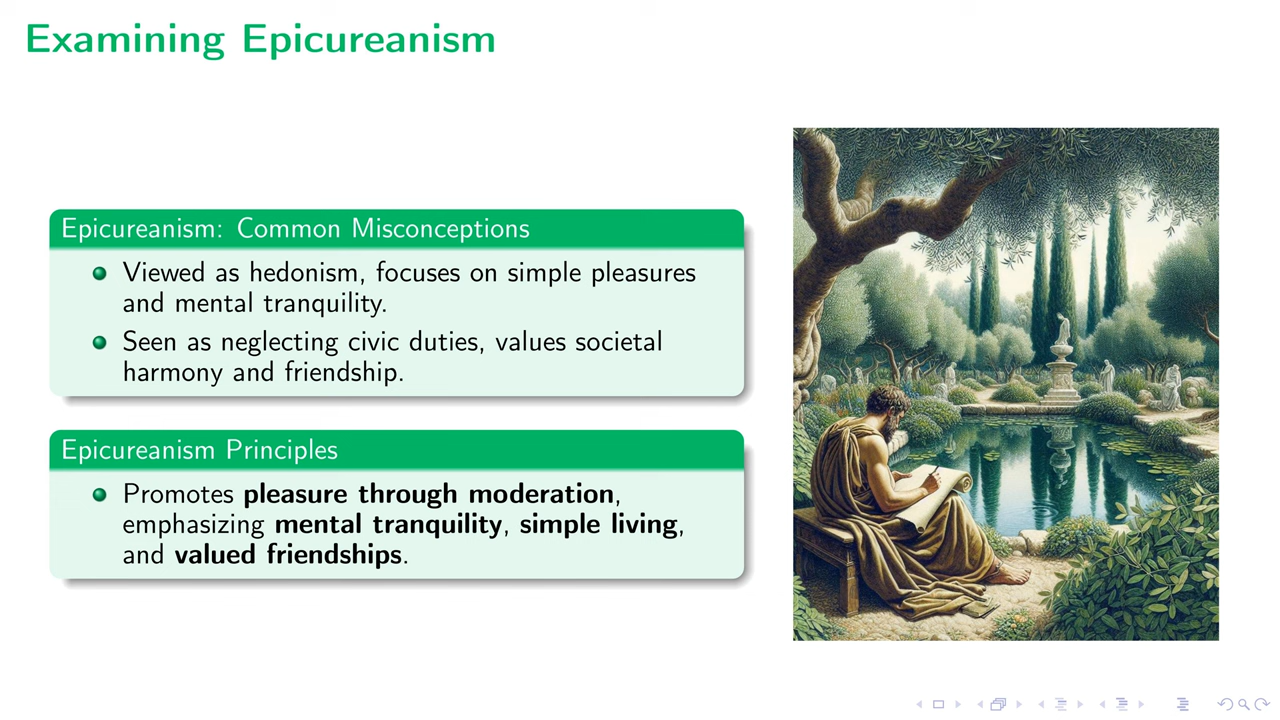 Examining Epicureanism
Epicureanism: Common Misconceptions
Viewed as hedonism, focuses on simple pleasures
and mental tranquility.
Seen as neglecting civic duties, values societal
harmony and friendship.
Epicureanism Principles
Promotes pleasure through moderation,
emphasizing mental tranquility, simple living,
and valued friendships.